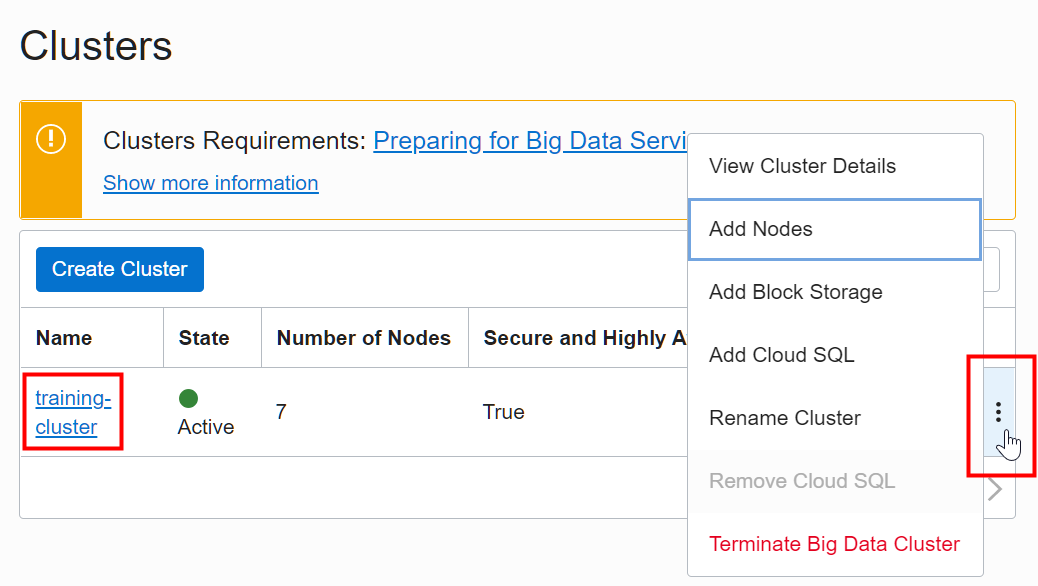 Clusters
Clusters Requirements: Preparing for Big Data Servi
Show more information
Create Cluster
Name State Number of Nodes Secure and Highly A
training-
cluster
Active
7
True
View Cluster Details
Add Nodes
Add Block Storage
Add Cloud SQL
Rename Cluster
Remove Cloud SQL
Terminate Big Data Cluster